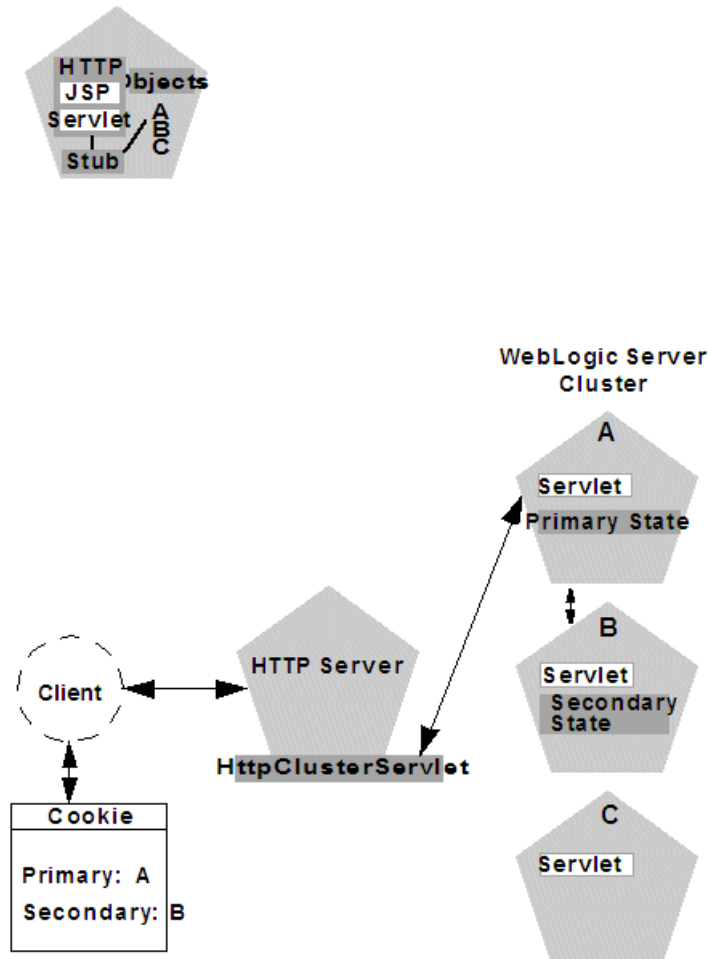 HTTP
Objects
JSP
Servlet
A
B
C
Stub
WebLogic Server
Cluster
A
Servlet
Primary State
B
Servlet
Secondary
State
HTTP Server
Client
HttpClusterServlet
C
Servlet
Cookie
Primary: A
Secondary: B